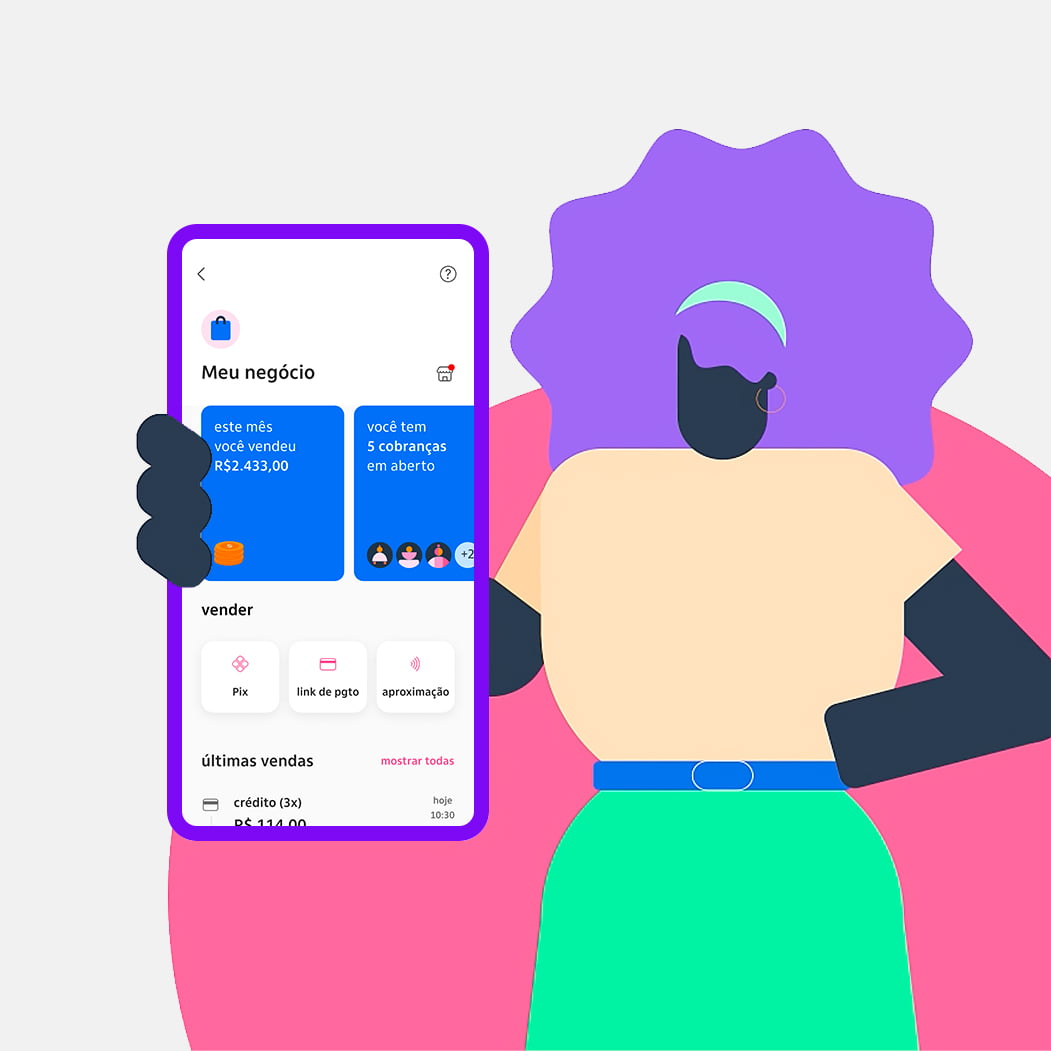 Meu negócio
este mês
você vendeu
R$2.433,00
você tem
5 cobranças
em aberto
+2
vender
Pix
link de pgto
aproximação
últimas vendas
mostrar todas
crédito (3x)
hoje
10:30
R$ 114,00